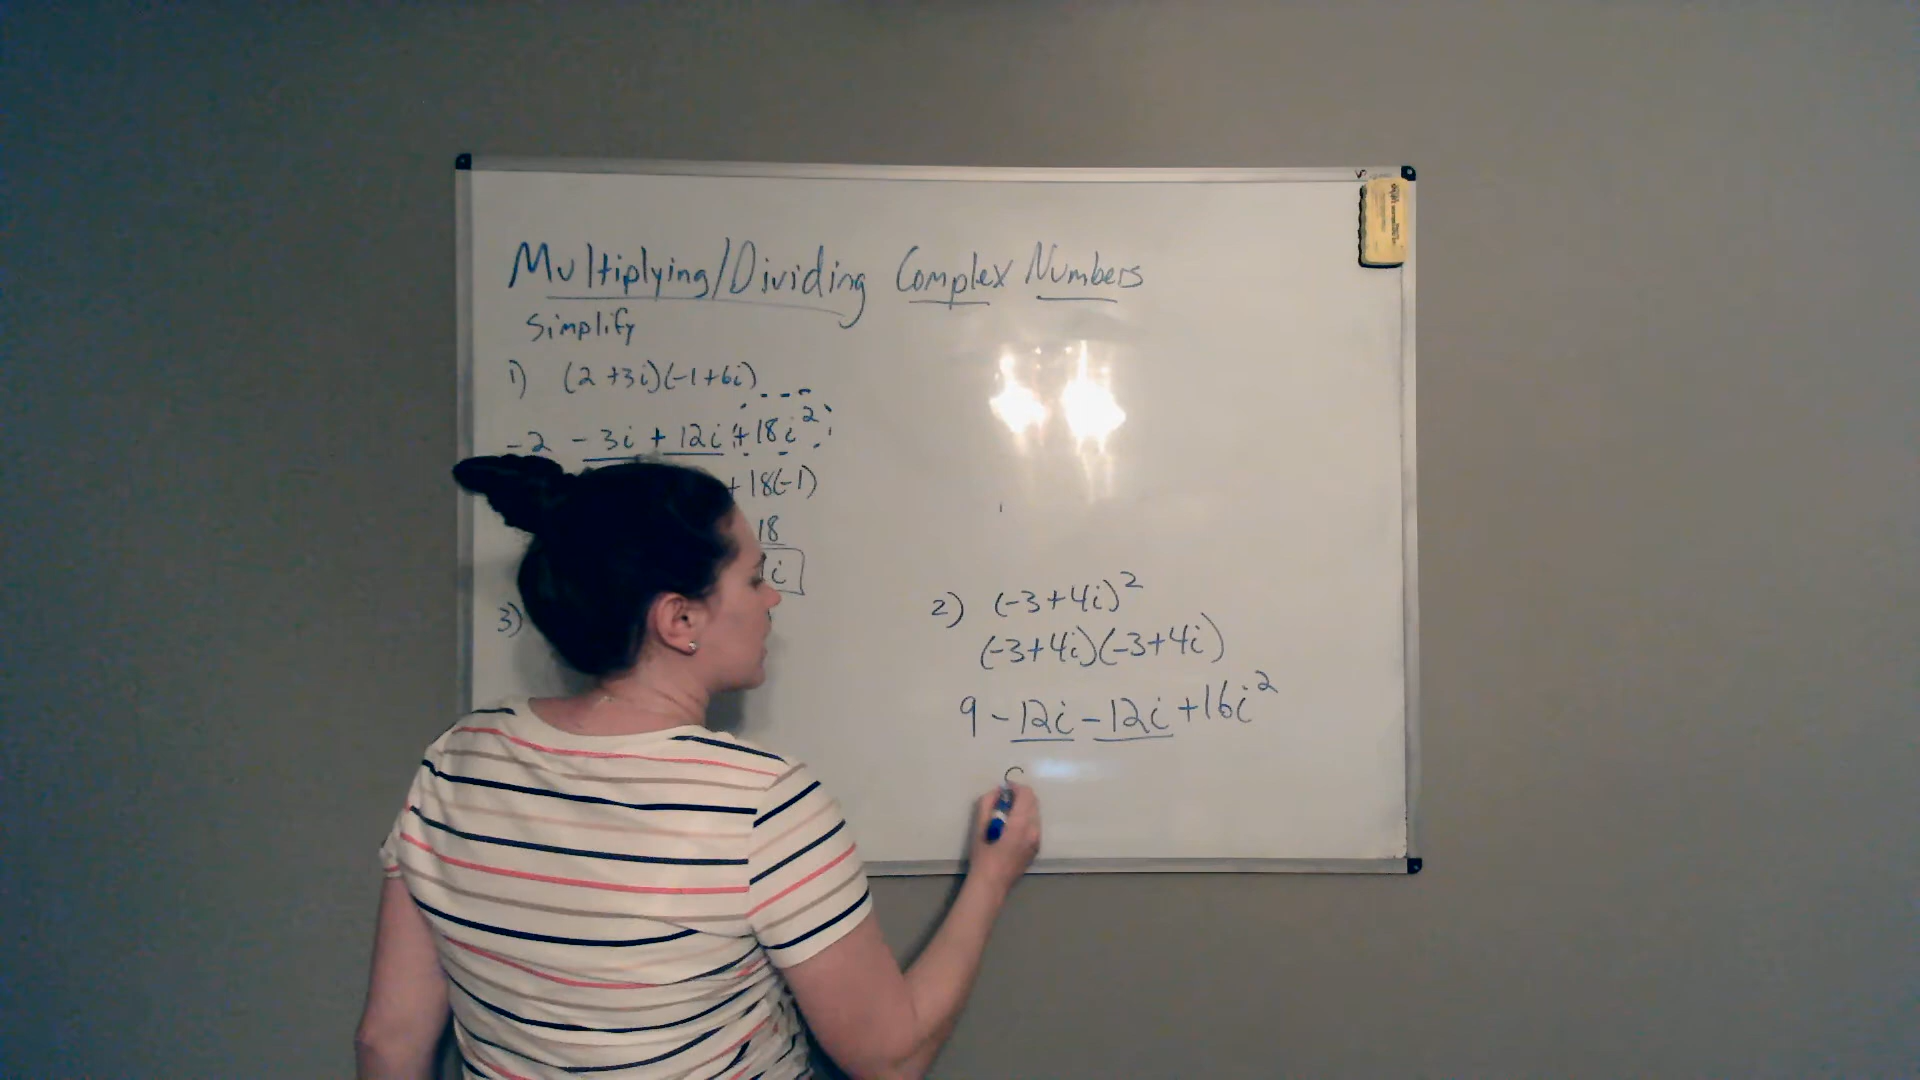 Multiplying/Dividing Complex Numbers
Simplify
1) (2+3i)(-1+6i)
-2 - 3i + 12i + 18i²
+ 18(-1)
18
i
3)
2) (-3+4i)²
(-3+4i)(-3+4i)
9 - 12i - 12i + 16i²